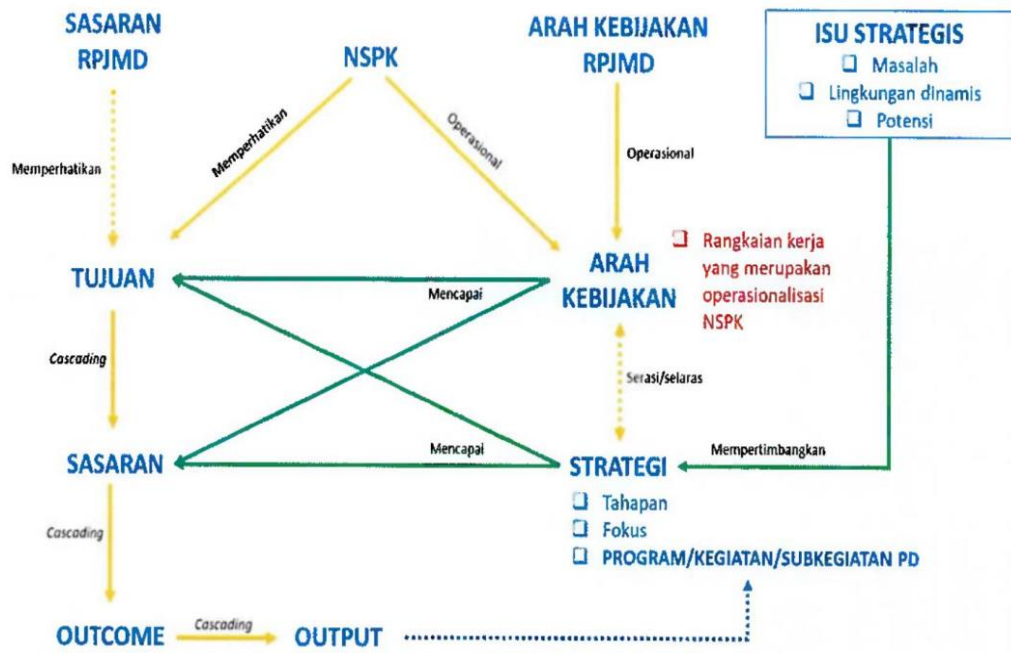 SASARAN
RPJMD
NSPK
ARAH KEBIJAKAN
RPJMD
ISU STRATEGIS
Masalah
Lingkungan dinamis
Potensi
Memperhatikan
Memperhatikan
Operasional
Operasional
TUJUAN
Mencapai
ARAH
KEBIJAKAN
Rangkaian kerja
yang merupakan
operasionalisasi
NSPK
Cascading
Serasi/selaras
SASARAN
Mencapai
STRATEGI
Mempertimbangkan
Tahapan
Fokus
PROGRAM/KEGIATAN/SUBKEGIATAN PD
Cascading
OUTCOME
Cascading
OUTPUT